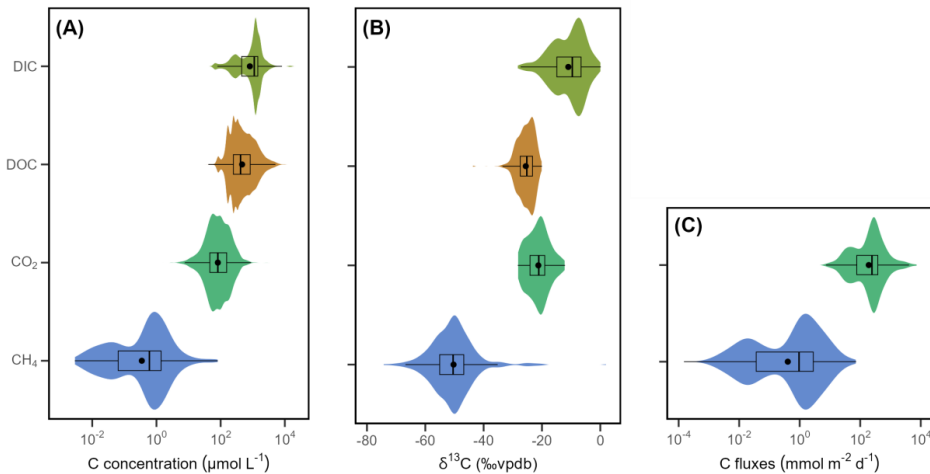 (A)
(B)
(C)
DIC
DOC
CO₂
CH₄
10⁻² 10⁰ 10² 10⁴
C concentration (µmol L⁻¹)
-80 -60 -40 -20 0
δ¹³C (‰vpdb)
10⁻⁴ 10⁻² 10⁰ 10² 10⁴
C fluxes (mmol m⁻² d⁻¹)